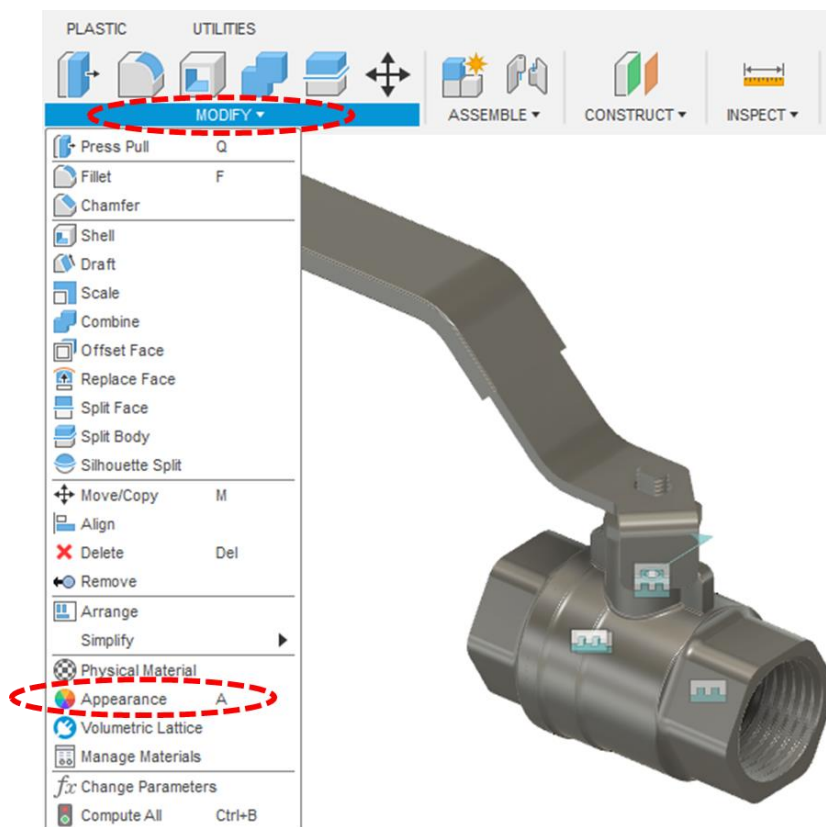 PLASTIC UTILITIES
MODIFY ASSEMBLE CONSTRUCT INSPECT
Press Pull Q
Fillet F
Chamfer
Shell
Draft
Scale
Combine
Offset Face
Replace Face
Split Face
Split Body
Silhouette Split
Move/Copy M
Align
Delete Del
Remove
Arrange
Simplify
Physical Material
Appearance A
Volumetric Lattice
Manage Materials
fx Change Parameters
Compute All Ctrl+B